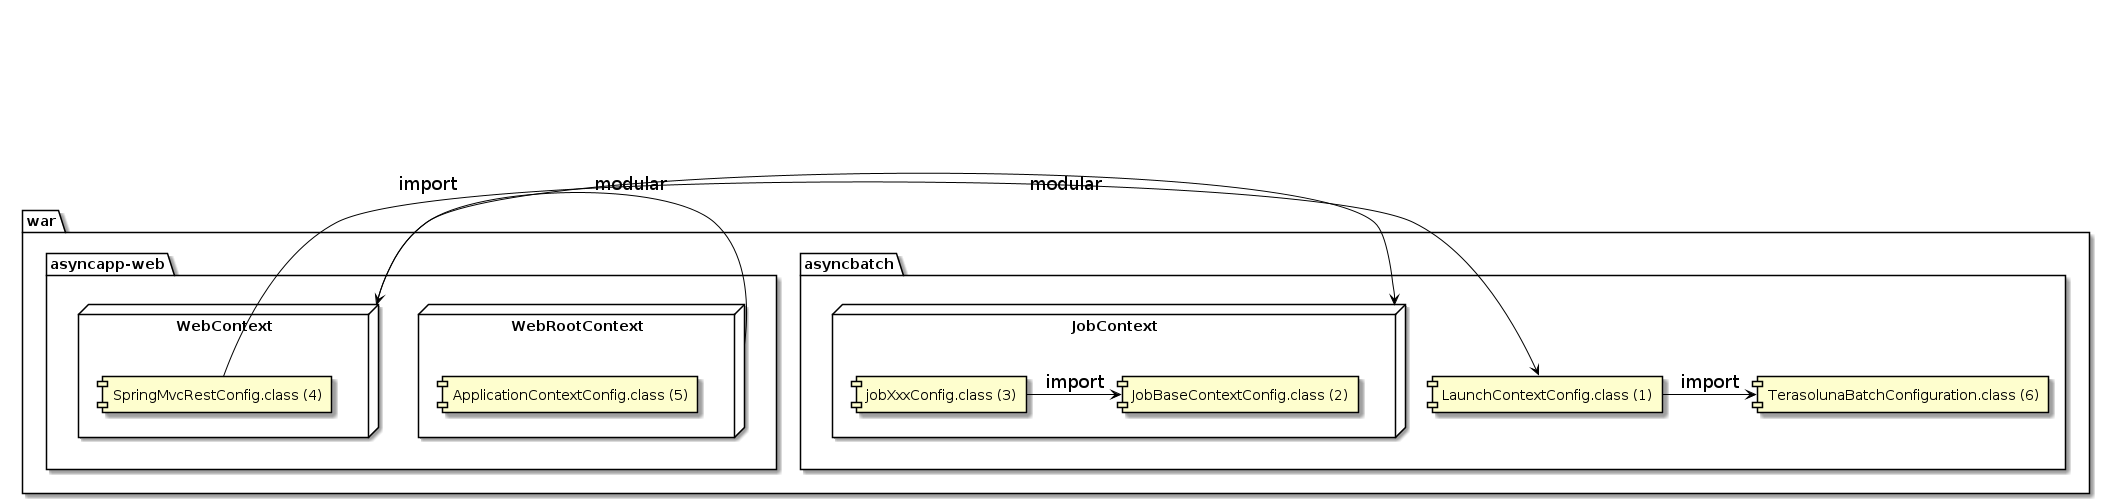 import
modular
modular
war
asyncapp-web
asyncbatch
WebContext
WebRootContext
JobContext
SpringMvcRestConfig.class (4)
ApplicationContextConfig.class (5)
jobXxxConfig.class (3)
import
JobBaseContextConfig.class (2)
LaunchContextConfig.class (1)
import
TerasolunaBatchConfiguration.class (6)